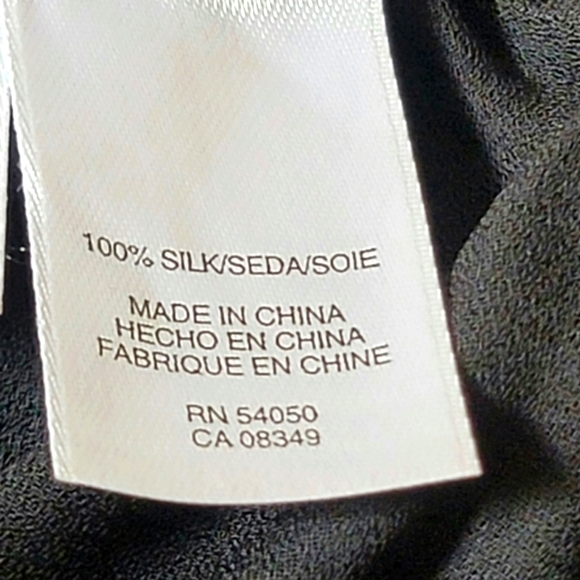 100% SILK/SEDA/SOIE
MADE IN CHINA
HECHO EN CHINA
FABRIQUE EN CHINE
RN 54050
CA 08349